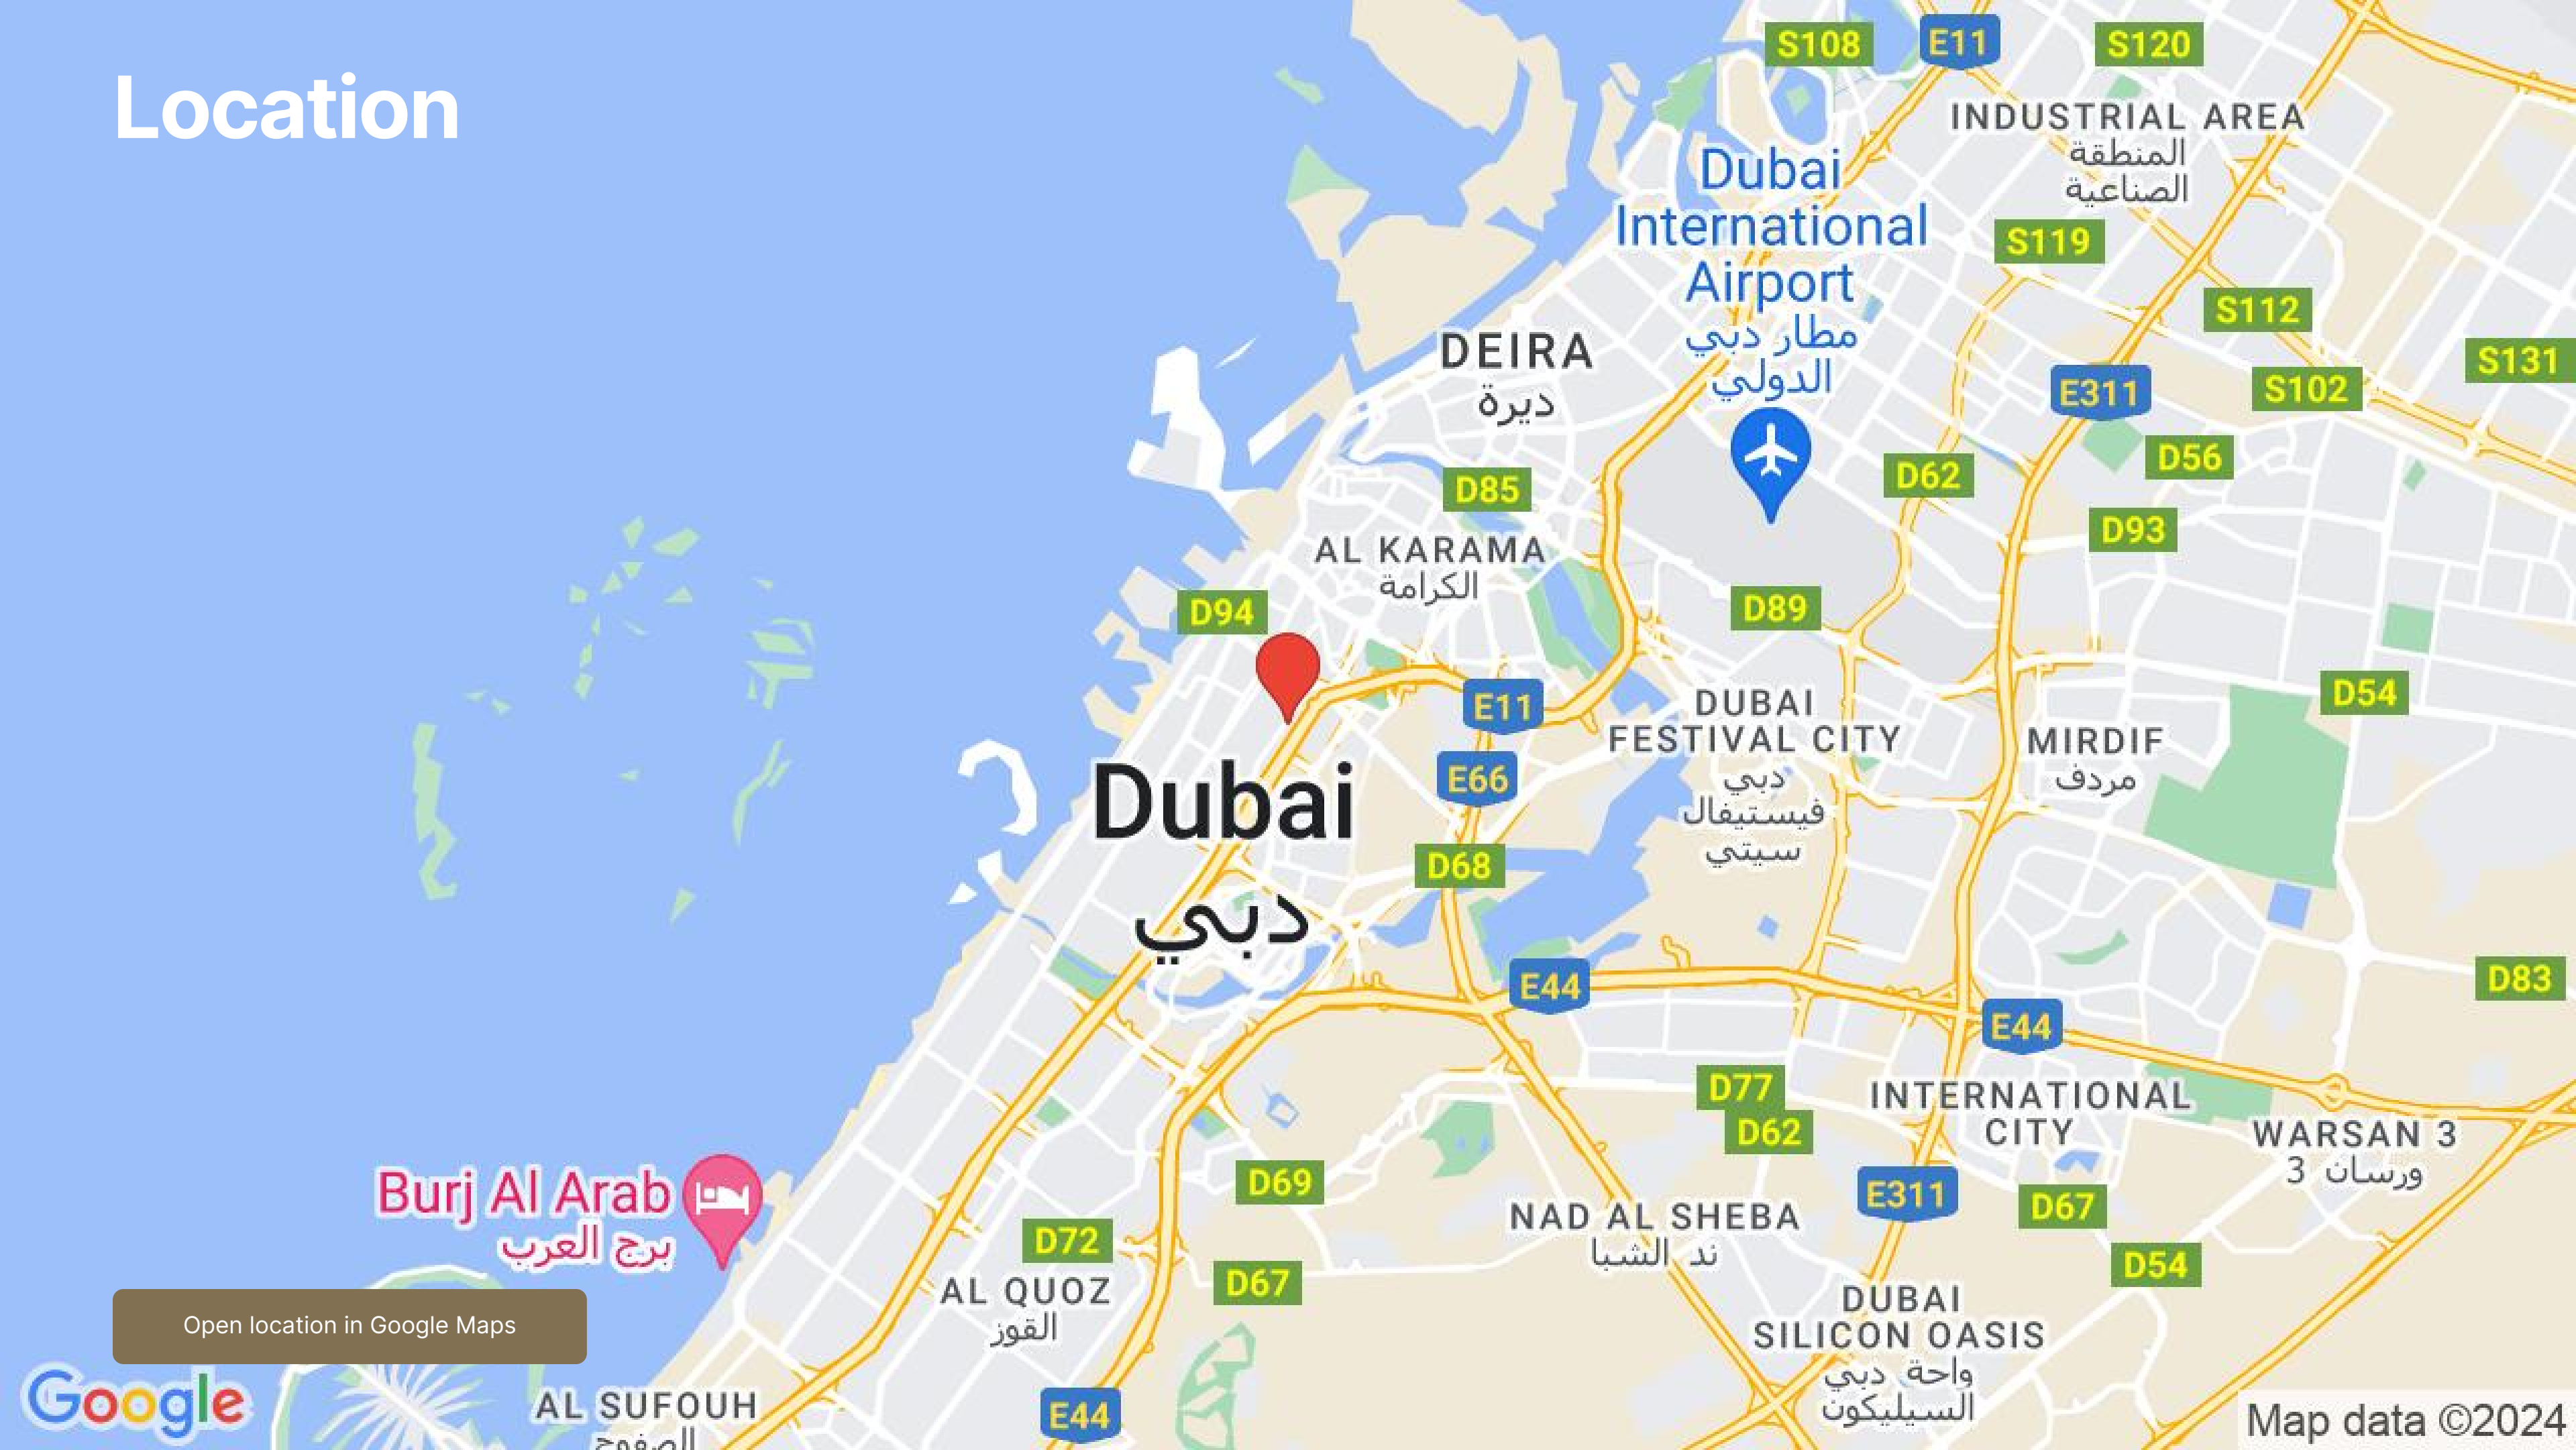 Location
S108
E11
S120
INDUSTRIAL AREA
المنطقة
الصناعية
Dubai
International
Airport
مطار دبي
الدولي
S119
S112
S131
S102
E311
DEIRA
ديرة
D85
D62
D56
D93
AL KARAMA
الكرامة
D94
D89
E11
DUBAI
FESTIVAL CITY
دبي
فيستيفال
سيتي
MIRDIF
مردف
D54
E66
Dubai
دبي
D68
E44
D83
E44
D77
D62
INTERNATIONAL
CITY
WARSAN 3
ورسان 3
Burj Al Arab
برج العرب
D69
E311
D67
NAD AL SHEBA
ند الشبا
D72
D54
AL QUOZ
القوز
D67
DUBAI
SILICON OASIS
واحة دبي
السيليكون
Open location in Google Maps
Google
AL SUFOUH
الصفوح
E44
Map data ©2024